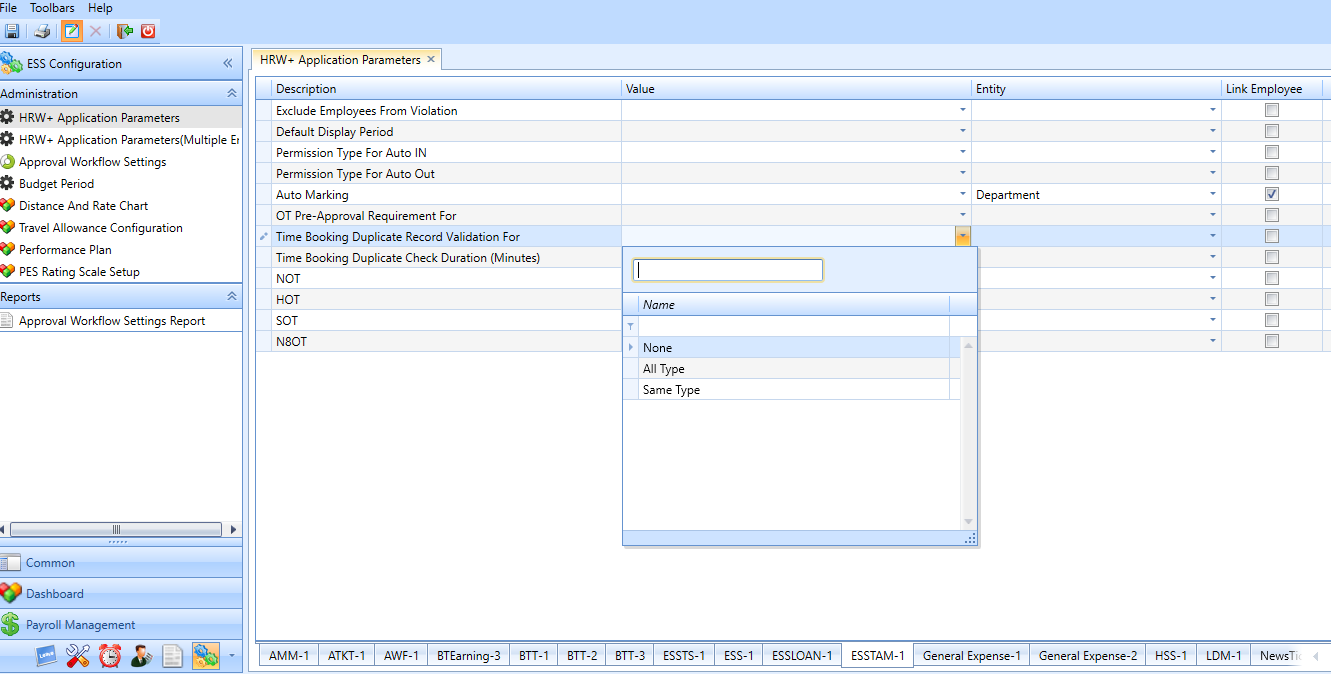 File Toolbars Help
ESS Configuration
Administration
HRW+ Application Parameters
HRW+ Application Parameters(Multiple
Approval Workflow Settings
Budget Period
Distance And Rate Chart
Travel Allowance Configuration
Performance Plan
PES Rating Scale Setup
Reports
Approval Workflow Settings Report
Common
Dashboard
Payroll Management
HRW+ Application Parameters
Description Value Entity Link Employee
Exclude Employees From Violation
Default Display Period
Permission Type For Auto IN
Permission Type For Auto Out
Auto Marking Department
OT Pre-Approval Requirement For
Time Booking Duplicate Record Validation For
Time Booking Duplicate Check Duration (Minutes)
NOT
HOT
SOT
N8OT
Name
None
All Type
Same Type
AMM-1 ATKT-1 AWF-1 BTEarning-3 BTT-1 BTT-2 BTT-3 ESSTS-1 ESS-1 ESSLOAN-1 ESSTAM-1 General Expense-1 General Expense-2 HSS-1 LDM-1